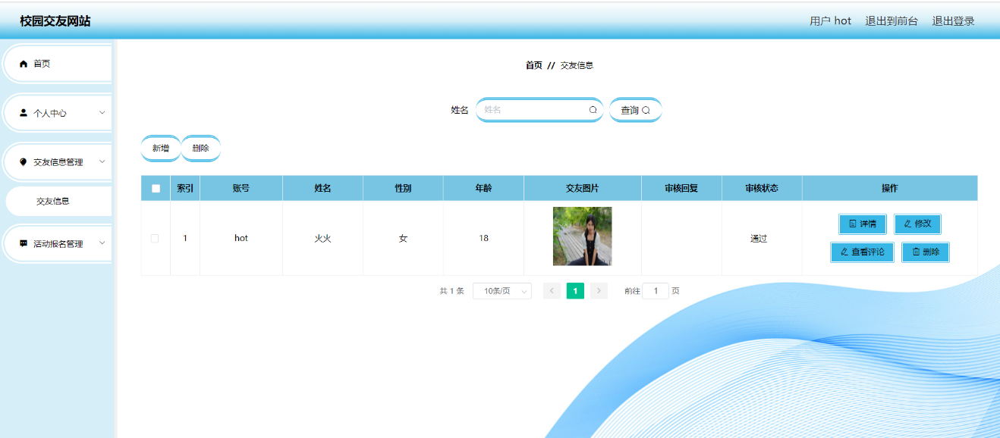 校园交友网站
用户 hot 退出到前台 退出登录
首页
个人中心
交友信息管理
交友信息
活动报名管理
首页 // 交友信息
姓名 姓名 查询
新增 删除
索引 账号 姓名 性别 年龄 交友图片 审核回复 审核状态 操作
1 hot 火火 女 18 通过 详情 修改
查看评论 删除
共 1 条 10条/页 1 前往 1 页